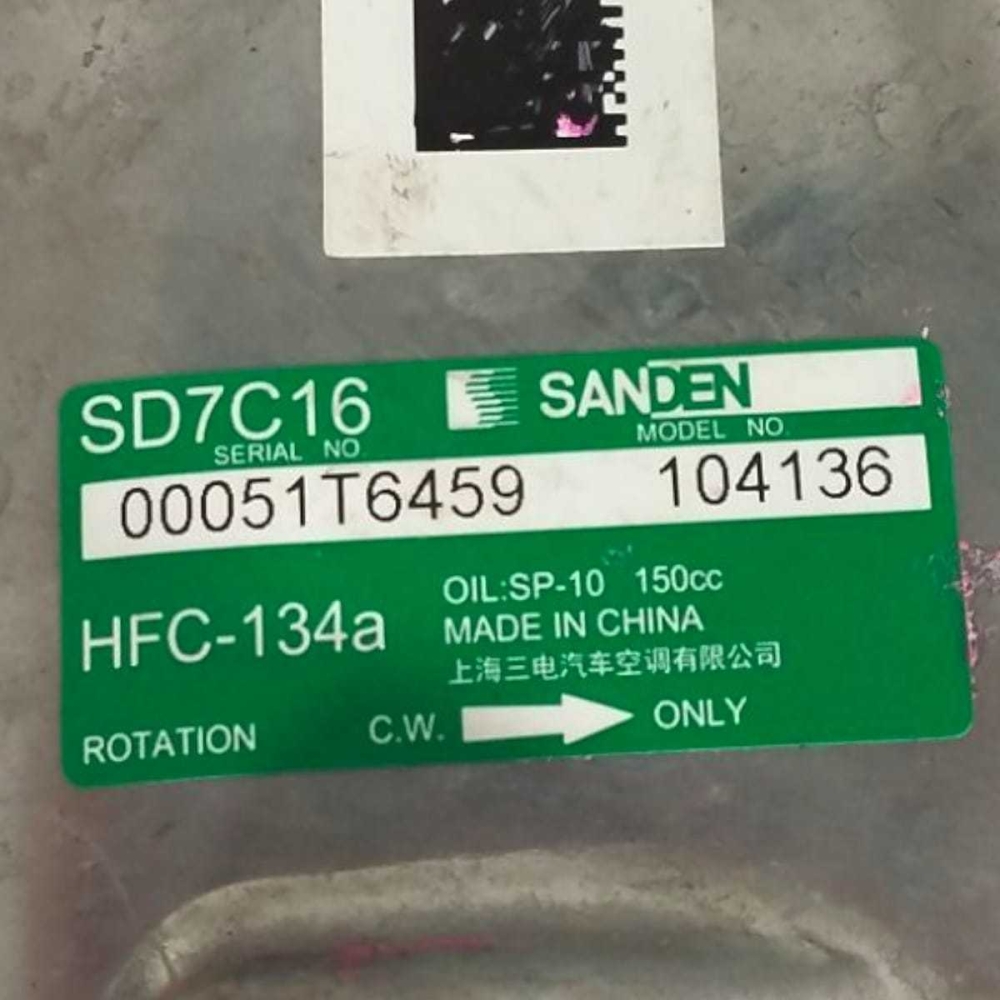 SD7C16 SANDEN
SERIAL NO. MODEL NO.
00051T6459 104136
HFC-134a
OIL:SP-10 150cc
MADE IN CHINA
上海三电汽车空调有限公司
ROTATION C.W. ONLY